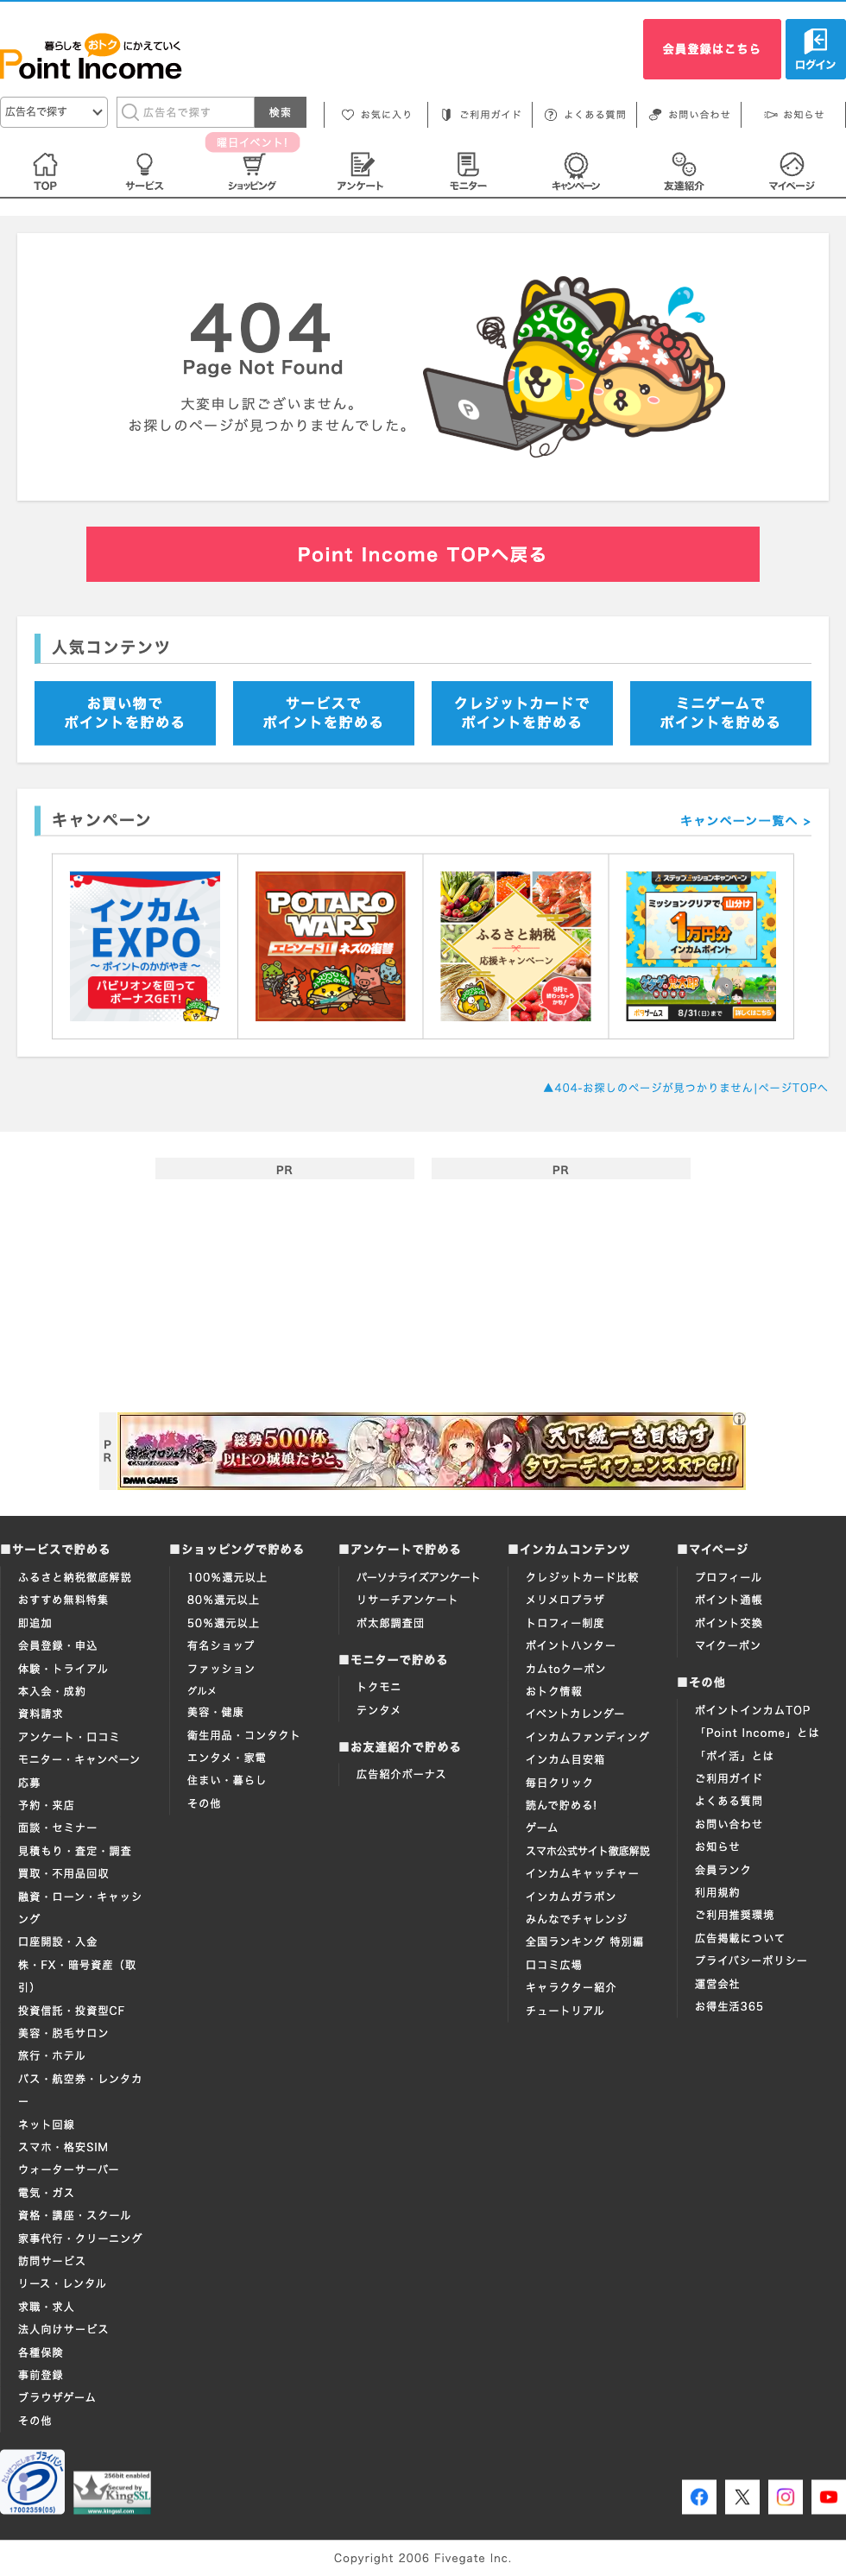 暮らしをおトクにかえていく
Point Income
会員登録はこちら
ログイン
広告名で探す
広告名で探す
検索
お気に入り
ご利用ガイド
よくある質問
お問い合わせ
お知らせ
曜日イベント!
TOP
サービス
ショッピング
アンケート
モニター
キャンペーン
友達紹介
マイページ
404
Page Not Found
大変申し訳ございません。
お探しのページが見つかりませんでした。
Point Income TOPへ戻る
人気コンテンツ
お買い物で
ポイントを貯める
サービスで
ポイントを貯める
クレジットカードで
ポイントを貯める
ミニゲームで
ポイントを貯める
キャンペーン
キャンペーン一覧へ >
インカム
EXPO
～ポイントのかがやき～
パビリオンを回って
ボーナスGET!
POTARO
WARS
エピソード11 ネズの復讐
ふるさと納税
応援キャンペーン
9月で
終わっちゃう
かも!
ステップミッションキャンペーン
ミッションクリアで山分け
1万円分
インカムポイント
ポタゲームス
8/31(日)まで
詳しくはこちら
▲404-お探しのページが見つかりません|ページTOPへ
PR
PR
PR
御城プロジェクト
CASTLE DEFENSE
DMM GAMES
総勢500体
以上の城娘たちと、
天下統一を目指す
タワーディフェンスRPG!!
■サービスで貯める
ふるさと納税徹底解説
おすすめ無料特集
即追加
会員登録・申込
体験・トライアル
本入会・成約
資料請求
アンケート・口コミ
モニター・キャンペーン
応募
予約・来店
面談・セミナー
見積もり・査定・調査
買取・不用品回収
融資・ローン・キャッシ
ング
口座開設・入金
株・FX・暗号資産（取
引）
投資信託・投資型CF
美容・脱毛サロン
旅行・ホテル
バス・航空券・レンタカ
ー
ネット回線
スマホ・格安SIM
ウォーターサーバー
電気・ガス
資格・講座・スクール
家事代行・クリーニング
訪問サービス
リース・レンタル
求職・求人
法人向けサービス
各種保険
事前登録
ブラウザゲーム
その他
■ショッピングで貯める
100%還元以上
80%還元以上
50%還元以上
有名ショップ
ファッション
グルメ
美容・健康
衛生用品・コンタクト
エンタメ・家電
住まい・暮らし
その他
■アンケートで貯める
パーソナライズアンケート
リサーチアンケート
ポ太郎調査団
■モニターで貯める
トクモニ
テンタメ
■お友達紹介で貯める
広告紹介ボーナス
■インカムコンテンツ
クレジットカード比較
メリメロプラザ
トロフィー制度
ポイントハンター
カムtoクーポン
おトク情報
イベントカレンダー
インカムファンディング
インカム目安箱
毎日クリック
読んで貯める!
ゲーム
スマホ公式サイト徹底解説
インカムキャッチャー
インカムガラポン
みんなでチャレンジ
全国ランキング 特別編
口コミ広場
キャラクター紹介
チュートリアル
■マイページ
プロフィール
ポイント通帳
ポイント交換
マイクーポン
■その他
ポイントインカムTOP
「Point Income」とは
「ポイ活」とは
ご利用ガイド
よくある質問
お問い合わせ
お知らせ
会員ランク
利用規約
ご利用推奨環境
広告掲載について
プライバシーポリシー
運営会社
お得生活365
たいせつにします プライバシー
17002359(05)
256bit enabled
Secured by
KingSSL
www.kingssl.com
Copyright 2006 Fivegate Inc.